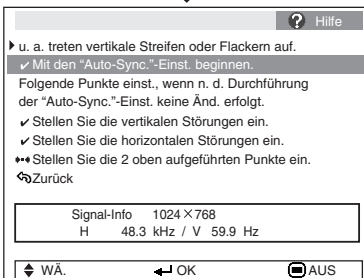 ? Hilfe
u. a. treten vertikale Streifen oder Flackern auf.
✔ Mit den "Auto-Sync."-Einst. beginnen.
Folgende Punkte einst., wenn n. d. Durchführung
der "Auto-Sync."-Einst. keine Änd. erfolgt.
✔ Stellen Sie die vertikalen Störungen ein.
✔ Stellen Sie die horizontalen Störungen ein.
Stellen Sie die 2 oben aufgeführten Punkte ein.
Zurück
Signal-Info 1024×768
H 48.3 kHz / V 59.9 Hz
WÄ. OK AUS